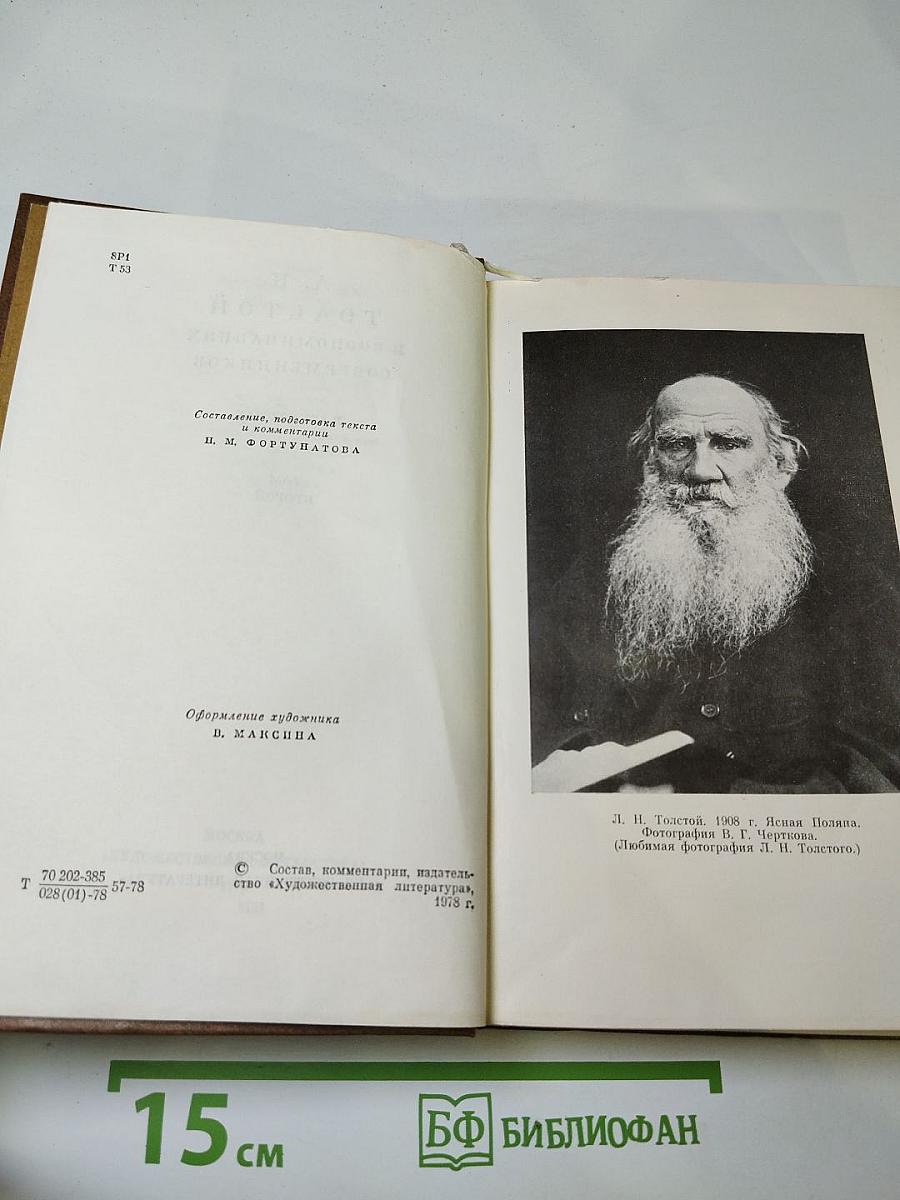 8Р1
Т 53
Составление, подготовка текста
и комментарии
Н. М. ФОРТУНАТОВА
Оформление художника
В. МАКСИНА
Т 70 202-385 57-78
028(01)-78
© Состав, комментарии, издатель-
ство «Художественная литература»,
1978 г.
Л. Н. Толстой. 1908 г. Ясная Поляна.
Фотография В. Г. Черткова.
(Любимая фотография Л. Н. Толстого.)
15 см
БФ БИБЛИОФАН